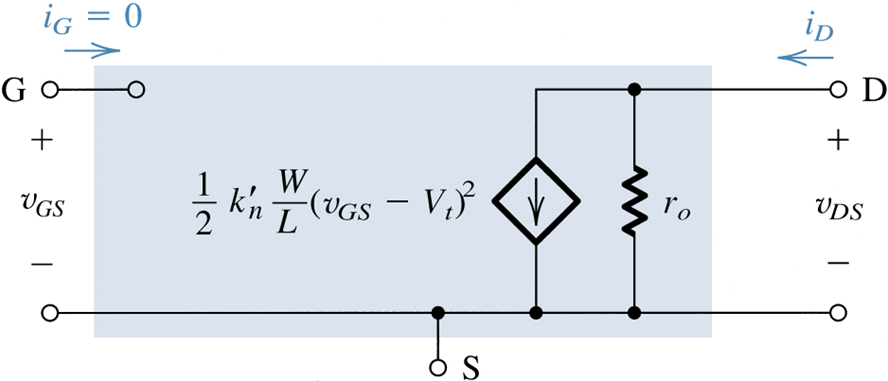 i_G = 0
i_D
G
D
+
+
v_GS
1/2 k′_n W/L (v_GS − V_t)²
r_o
v_DS
−
−
S